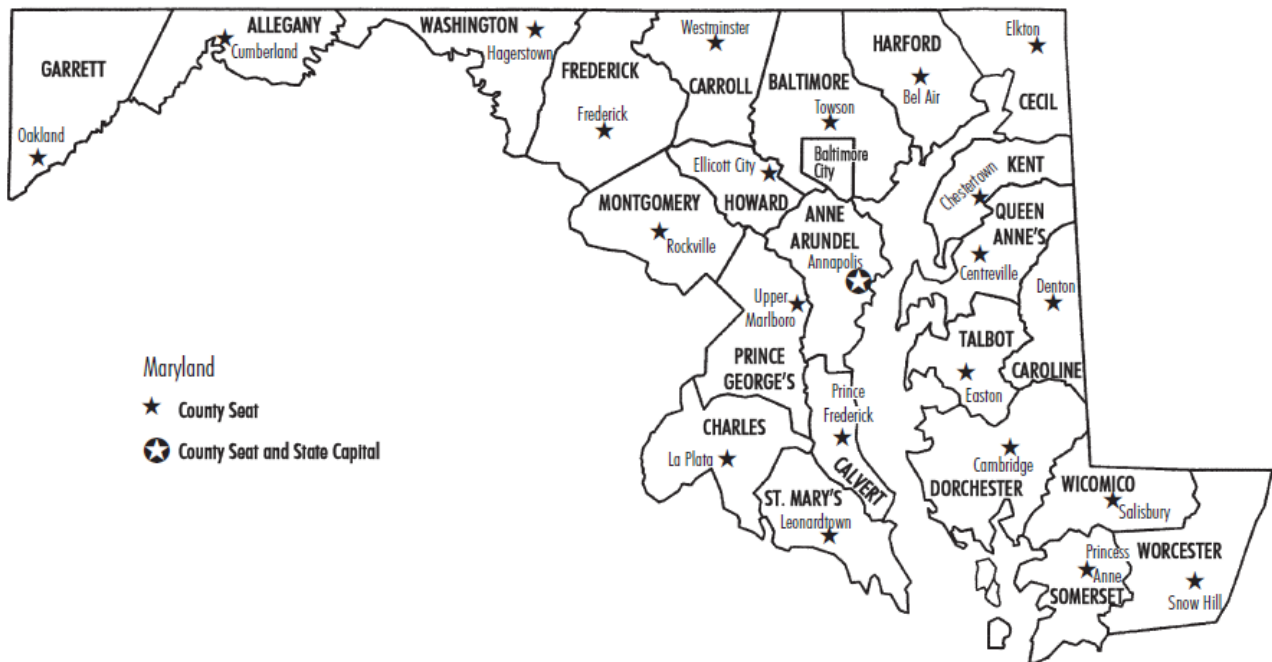 GARRETT
Oakland
ALLEGANY
Cumberland
WASHINGTON
Hagerstown
FREDERICK
Frederick
Westminster
CARROLL
BALTIMORE
Towson
Baltimore
City
HARFORD
Bel Air
Elkton
CECIL
KENT
Chestertown
QUEEN
ANNE'S
Centreville
Ellicott City
HOWARD
MONTGOMERY
Rockville
ANNE
ARUNDEL
Annapolis
Upper
Marlboro
PRINCE
GEORGE'S
Denton
CAROLINE
TALBOT
Easton
Prince
Frederick
CALVERT
CHARLES
La Plata
ST. MARY'S
Leonardtown
Cambridge
DORCHESTER
WICOMICO
Salisbury
Princess
Anne
SOMERSET
WORCESTER
Snow Hill
Maryland
County Seat
County Seat and State Capital